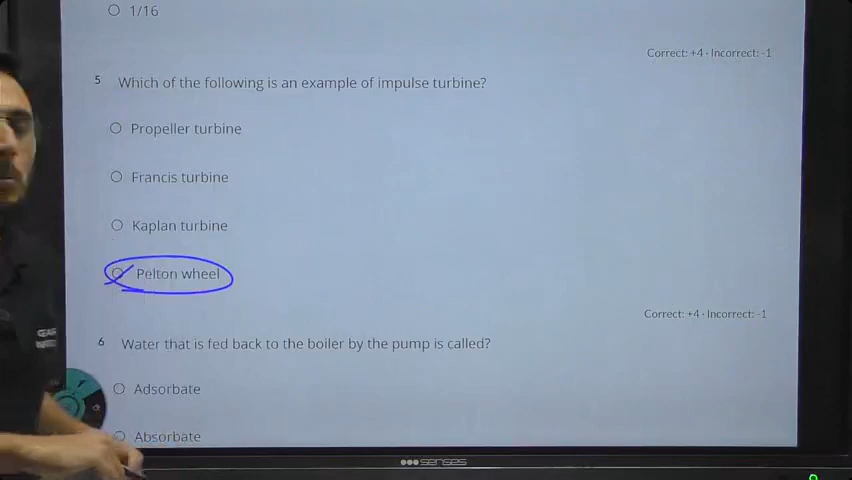 1/16
Correct: +4 · Incorrect: -1
5 Which of the following is an example of impulse turbine?
Propeller turbine
Francis turbine
Kaplan turbine
Pelton wheel
Correct: +4 · Incorrect: -1
6 Water that is fed back to the boiler by the pump is called?
Adsorbate
Absorbate
senses